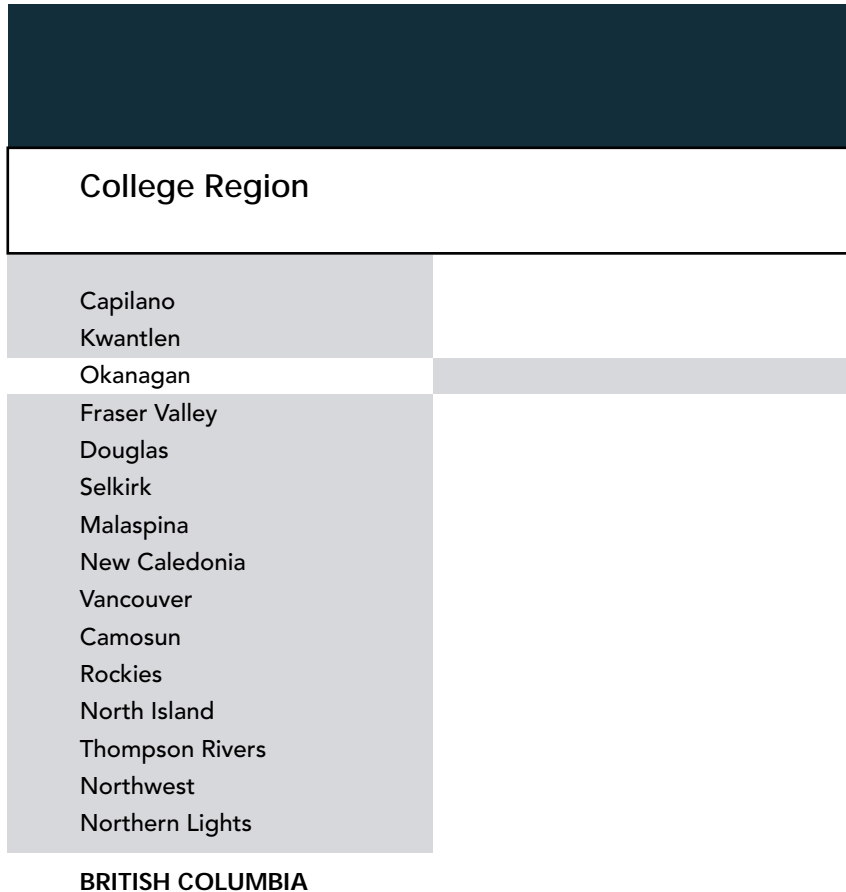 College Region
Capilano
Kwantlen
Okanagan
Fraser Valley
Douglas
Selkirk
Malaspina
New Caledonia
Vancouver
Camosun
Rockies
North Island
Thompson Rivers
Northwest
Northern Lights
BRITISH COLUMBIA